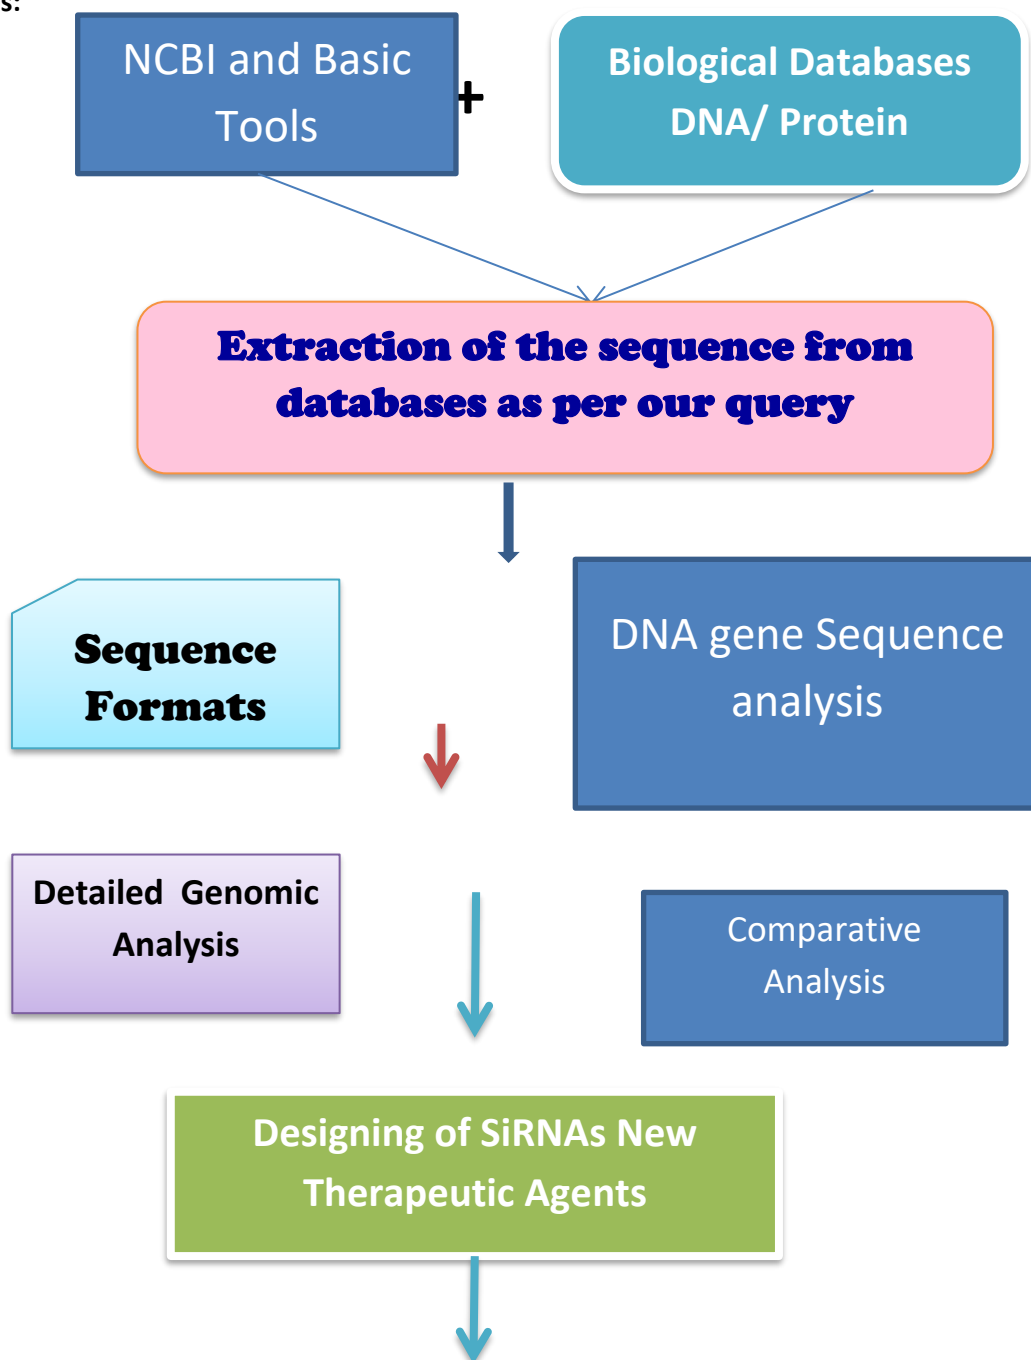 s:
NCBI and Basic
Tools
+
Biological Databases
DNA/ Protein
Extraction of the sequence from
databases as per our query
Sequence
Formats
DNA gene Sequence
analysis
Detailed Genomic
Analysis
Comparative
Analysis
Designing of SiRNAs New
Therapeutic Agents